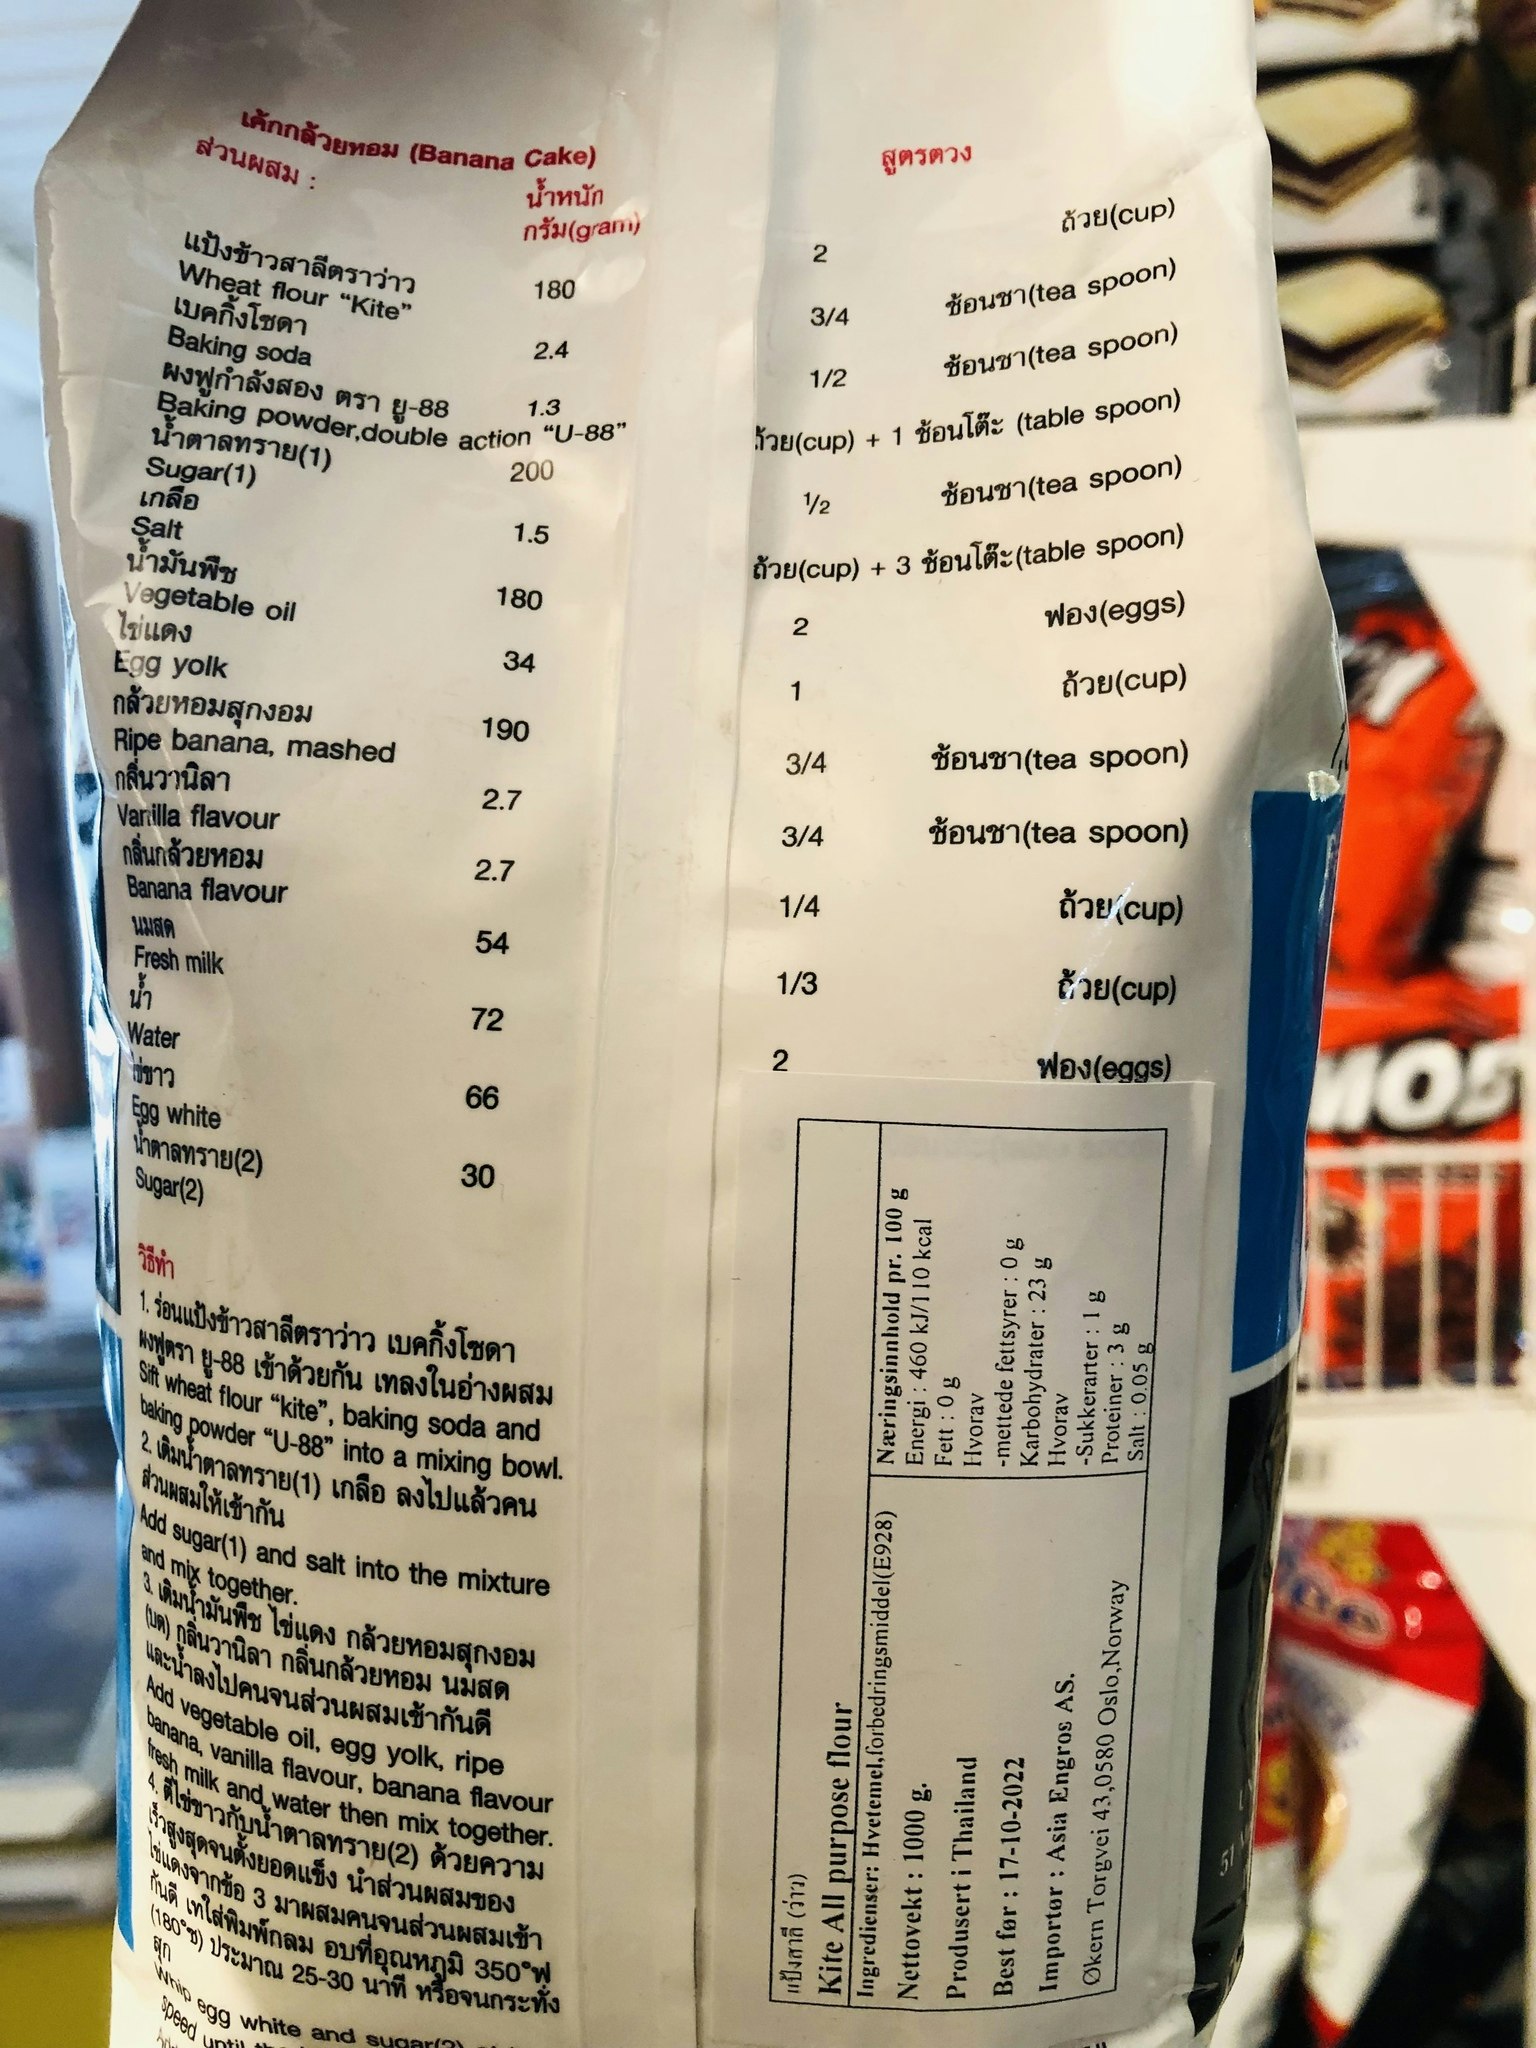 เค้กกล้วยหอม (Banana Cake)
ส่วนผสม :
น้ำหนัก
กรัม(gram)
สูตรตวง
แป้งข้าวสาลีตราว่าว
Wheat flour “Kite”
180
2 ถ้วย(cup)
เบคกิ้งโซดา
Baking soda
2.4
3/4 ช้อนชา(tea spoon)
ผงฟูกำลังสอง ตรา ยู-88
Baking powder,double action “U-88”
1.3
1/2 ช้อนชา(tea spoon)
น้ำตาลทราย(1)
Sugar(1)
200
ถ้วย(cup) + 1 ช้อนโต๊ะ (table spoon)
เกลือ
Salt
1.5
1/2 ช้อนชา(tea spoon)
น้ำมันพืช
Vegetable oil
180
ถ้วย(cup) + 3 ช้อนโต๊ะ(table spoon)
ไข่แดง
Egg yolk
34
2 ฟอง(eggs)
กล้วยหอมสุกงอม
Ripe banana, mashed
190
1 ถ้วย(cup)
กลิ่นวานิลา
Vanilla flavour
2.7
3/4 ช้อนชา(tea spoon)
กลิ่นกล้วยหอม
Banana flavour
2.7
3/4 ช้อนชา(tea spoon)
นมสด
Fresh milk
54
1/4 ถ้วย(cup)
น้ำ
Water
72
1/3 ถ้วย(cup)
ไข่ขาว
Egg white
66
2 ฟอง(eggs)
น้ำตาลทราย(2)
Sugar(2)
30
วิธีทำ
1. ร่อนแป้งข้าวสาลีตราว่าว เบคกิ้งโซดา
ผงฟูตรา ยู-88 เข้าด้วยกัน เทลงในอ่างผสม
Sift wheat flour “kite”, baking soda and
baking powder “U-88” into a mixing bowl.
2. เติมน้ำตาลทราย(1) เกลือ ลงไปแล้วคน
ส่วนผสมให้เข้ากัน
Add sugar(1) and salt into the mixture
and mix together.
3. เติมน้ำมันพืช ไข่แดง กล้วยหอมสุกงอม
(บด) กลิ่นวานิลา กลิ่นกล้วยหอม นมสด
และน้ำลงไปคนจนส่วนผสมเข้ากันดี
Add vegetable oil, egg yolk, ripe
banana, vanilla flavour, banana flavour
fresh milk and water then mix together.
4. ตีไข่ขาวกับน้ำตาลทราย(2) ด้วยความ
เร็วสูงสุดจนตั้งยอดแข็ง นำส่วนผสมของ
ไข่แดงจากข้อ 3 มาผสมคนจนส่วนผสมเข้า
กันดี เทใส่พิมพ์กลม อบที่อุณหภูมิ 350°ฟ
(180°ซ) ประมาณ 25-30 นาที หรือจนกระทั่ง
สุก
Whip egg white and sugar(2)
speed until
แป้งสาลี (ว่าว)
Kite All purpose flour
Ingredienser: Hvetemel,forbedringsmiddel(E928)
Nettovekt : 1000 g.
Produsert i Thailand
Best før : 17-10-2022
Importør : Asia Engros AS.
Økern Torgvei 43,0580 Oslo,Norway
Næringsinnhold pr. 100 g
Energi : 460 kJ/110 kcal
Fett : 0 g
Hvorav
-mettede fettsyrer : 0 g
Karbohydrater : 23 g
Hvorav
-Sukkerarter : 1 g
Proteiner : 3 g
Salt : 0.05 g